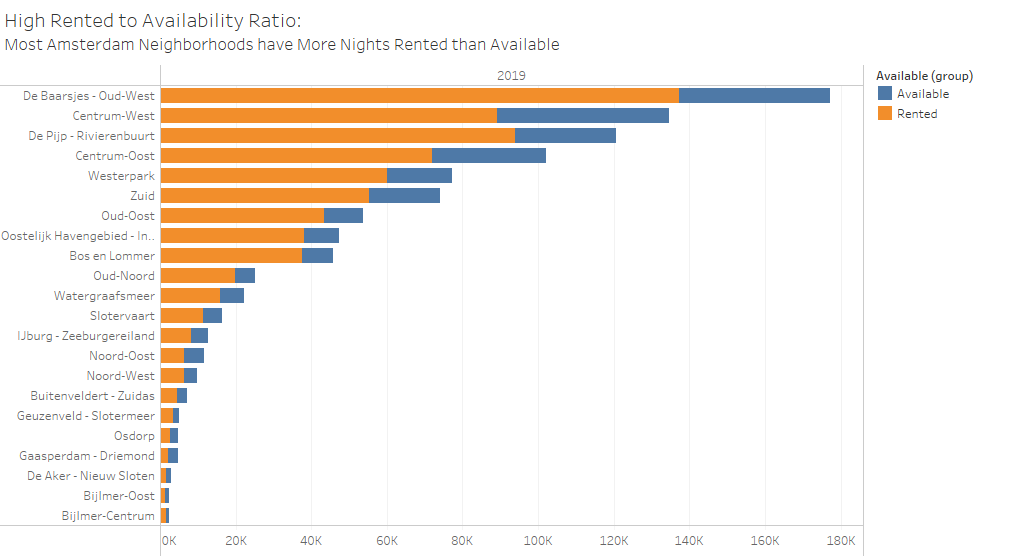 High Rented to Availability Ratio:
Most Amsterdam Neighborhoods have More Nights Rented than Available
2019
De Baarsjes - Oud-West
Centrum-West
De Pijp - Rivierenbuurt
Centrum-Oost
Westerpark
Zuid
Oud-Oost
Oostelijk Havengebied - In..
Bos en Lommer
Oud-Noord
Watergraafsmeer
Slotervaart
IJburg - Zeeburgereiland
Noord-Oost
Noord-West
Buitenveldert - Zuidas
Geuzenveld - Slotermeer
Osdorp
Gaasperdam - Driemond
De Aker - Nieuw Sloten
Bijlmer-Oost
Bijlmer-Centrum
0K 20K 40K 60K 80K 100K 120K 140K 160K 180K
Available (group)
Available
Rented